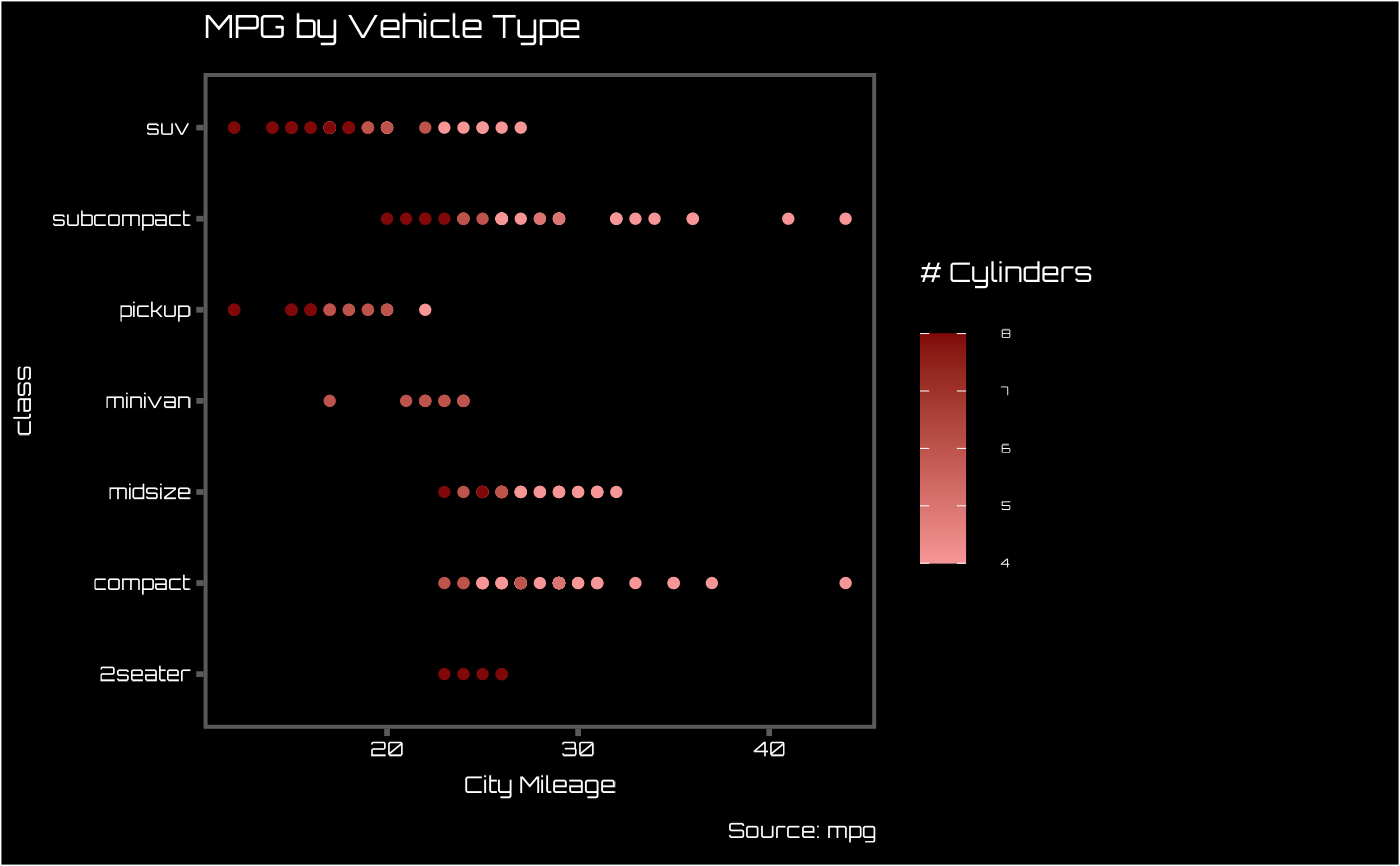 MPG by Vehicle Type
suv
subcompact
pickup
minivan
midsize
compact
2seater
class
20 30 40
City Mileage
# Cylinders
8
7
6
5
4
Source: mpg